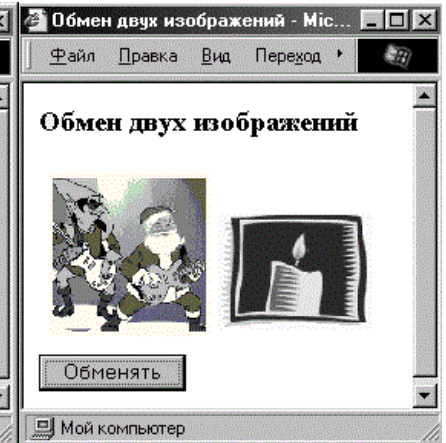 Обмен двух изображений - Mic...
Файл Правка Вид Переход
Обмен двух изображений
Обменять
Мой компьютер